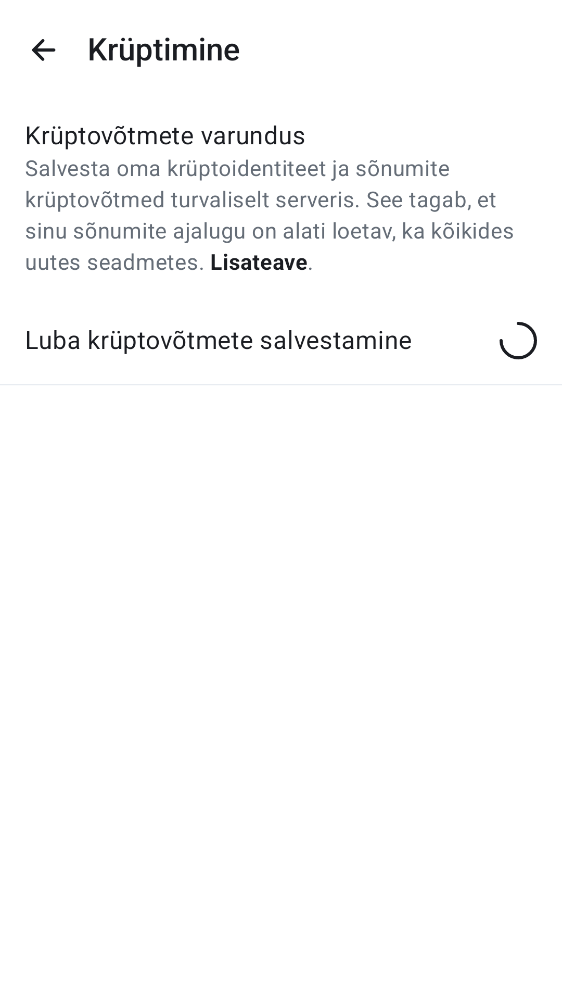 Krüptimine
Krüptovõtmete varundus
Salvesta oma krüptoidentiteet ja sõnumite
krüptovõtmed turvaliselt serveris. See tagab, et
sinu sõnumite ajalugu on alati loetav, ka kõikides
uutes seadmetes. Lisateave.
Luba krüptovõtmete salvestamine